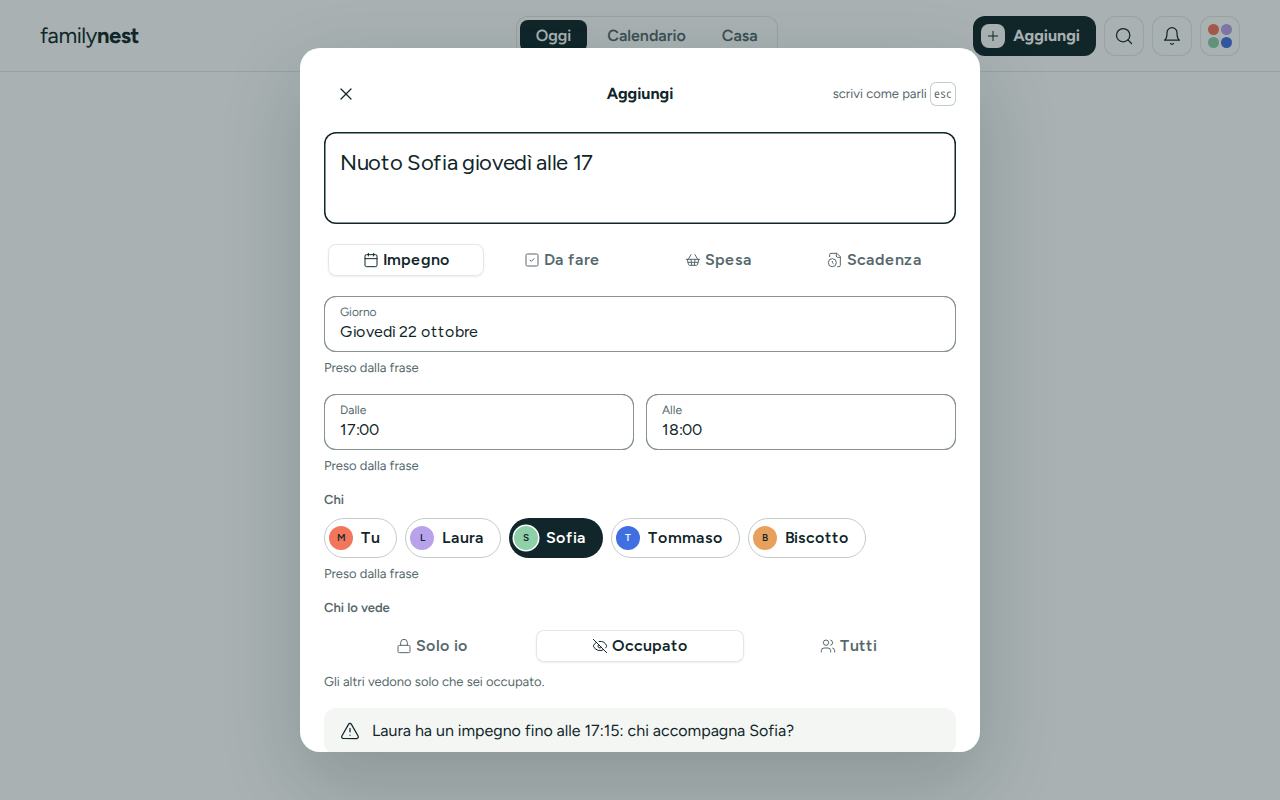 familynest
Oggi Calendario Casa
Aggiungi
Aggiungi
scrivi come parli esc
Nuoto Sofia giovedì alle 17
Impegno Da fare Spesa Scadenza
Giorno
Giovedì 22 ottobre
Preso dalla frase
Dalle Alle
17:00 18:00
Preso dalla frase
Chi
M Tu L Laura S Sofia T Tommaso B Biscotto
Preso dalla frase
Chi lo vede
Solo io Occupato Tutti
Gli altri vedono solo che sei occupato.
Laura ha un impegno fino alle 17:15: chi accompagna Sofia?